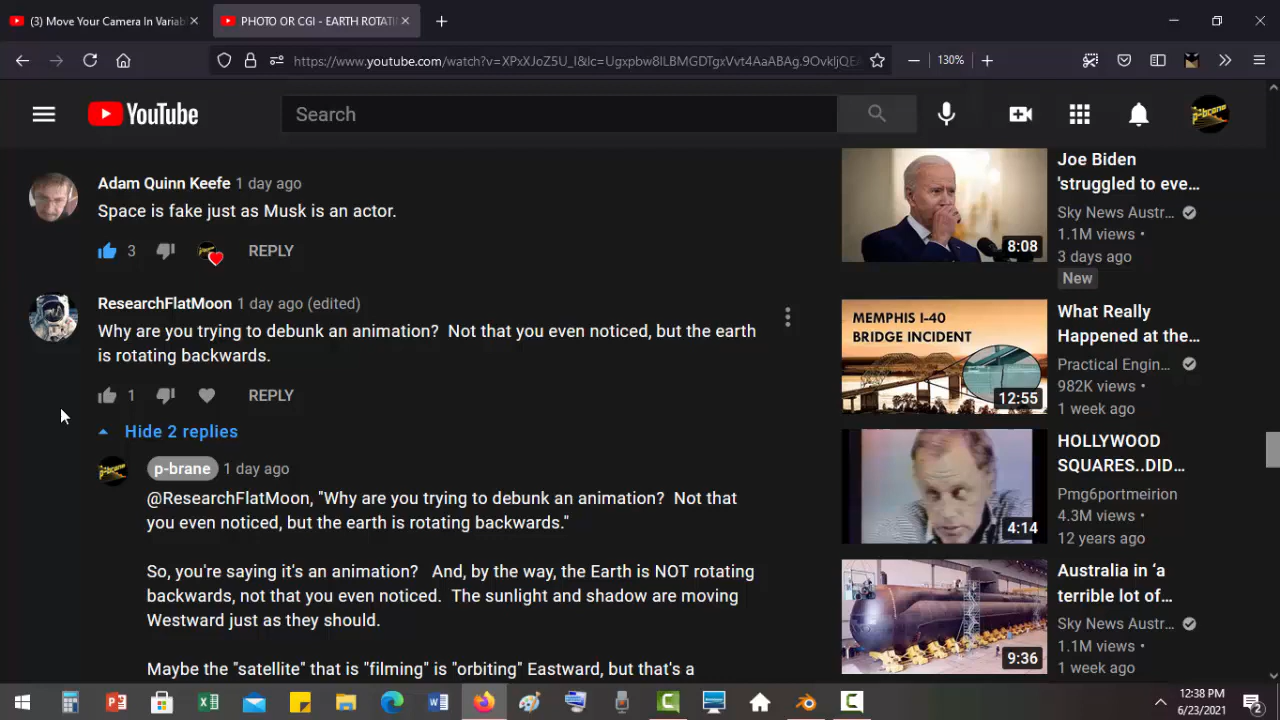 (3) Move Your Camera In Variab
PHOTO OR CGI - EARTH ROTATI
https://www.youtube.com/watch?v=XPxXJoZ5U_I&lc=Ugxpbw8ILBMGDTgxVvt4AaABAg.9OvkIjQEA
130%
YouTube
Search
p-brane
Adam Quinn Keefe 1 day ago
Space is fake just as Musk is an actor.
3 REPLY
ResearchFlatMoon 1 day ago (edited)
Why are you trying to debunk an animation? Not that you even noticed, but the earth
is rotating backwards.
1 REPLY
Hide 2 replies
p-brane 1 day ago
@ResearchFlatMoon, "Why are you trying to debunk an animation? Not that
you even noticed, but the earth is rotating backwards."
So, you're saying it's an animation? And, by the way, the Earth is NOT rotating
backwards, not that you even noticed. The sunlight and shadow are moving
Westward just as they should.
Maybe the "satellite" that is "filming" is "orbiting" Eastward, but that's a
8:08
Joe Biden
'struggled to eve...
Sky News Austr...
1.1M views •
3 days ago
New
MEMPHIS I-40
BRIDGE INCIDENT
12:55
What Really
Happened at the...
Practical Engin...
982K views •
1 week ago
4:14
HOLLYWOOD
SQUARES..DID...
Pmg6portmeirion
4.3M views •
12 years ago
9:36
Australia in 'a
terrible lot of...
Sky News Austr...
1.1M views •
1 week ago
12:38 PM
6/23/2021
2